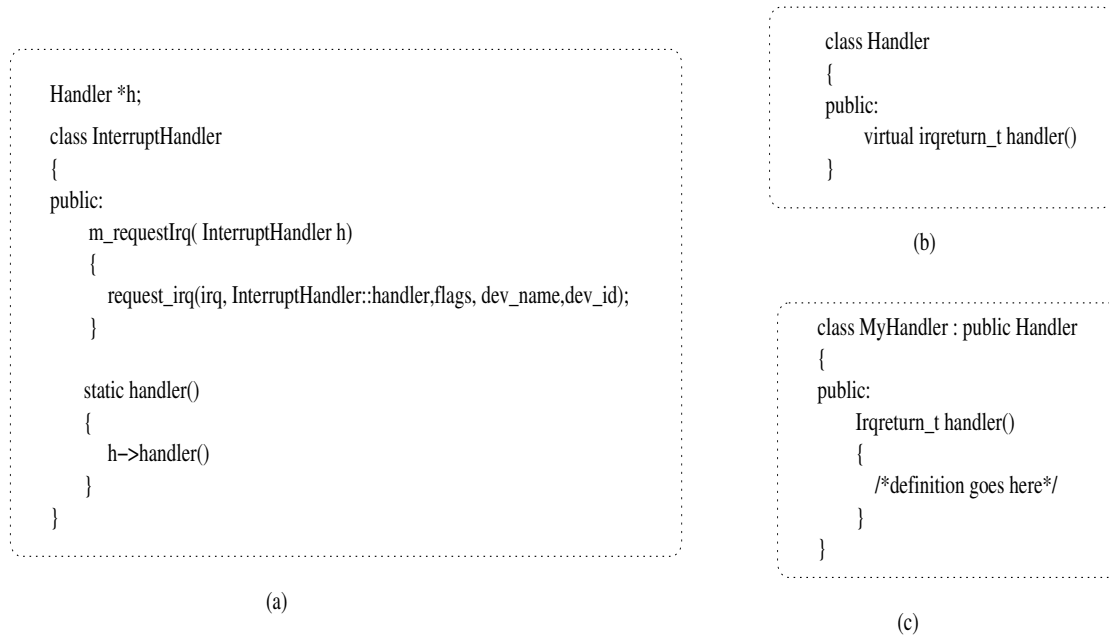 Handler *h;
class InterruptHandler
{
public:
m_requestIrq( InterruptHandler h)
{
request_irq(irq, InterruptHandler::handler,flags, dev_name,dev_id);
}
static handler()
{
h−>handler()
}
}
(a)
class Handler
{
public:
virtual irqreturn_t handler()
}
(b)
class MyHandler : public Handler
{
public:
Irqreturn_t handler()
{
/*definition goes here*/
}
}
(c)